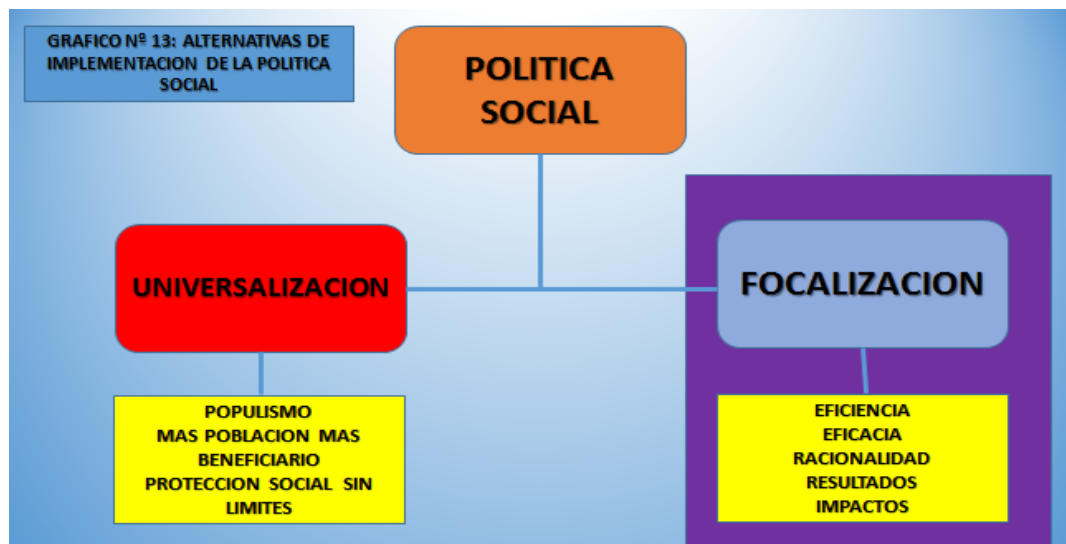 GRAFICO Nº 13: ALTERNATIVAS DE
IMPLEMENTACION DE LA POLITICA
SOCIAL
POLITICA
SOCIAL
UNIVERSALIZACION
FOCALIZACION
POPULISMO
MAS POBLACION MAS
BENEFICIARIO
PROTECCION SOCIAL SIN
LIMITES
EFICIENCIA
EFICACIA
RACIONALIDAD
RESULTADOS
IMPACTOS